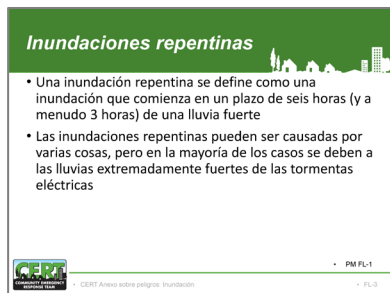 Inundaciones repentinas
• Una inundación repentina se define como una
inundación que comienza en un plazo de seis horas (y a
menudo 3 horas) de una lluvia fuerte
• Las inundaciones repentinas pueden ser causadas por
varias cosas, pero en la mayoría de los casos se deben a
las lluvias extremadamente fuertes de las tormentas
eléctricas
• PM FL-1
CERT
COMMUNITY EMERGENCY
RESPONSE TEAM
• CERT Anexo sobre peligros: Inundación
• FL-3